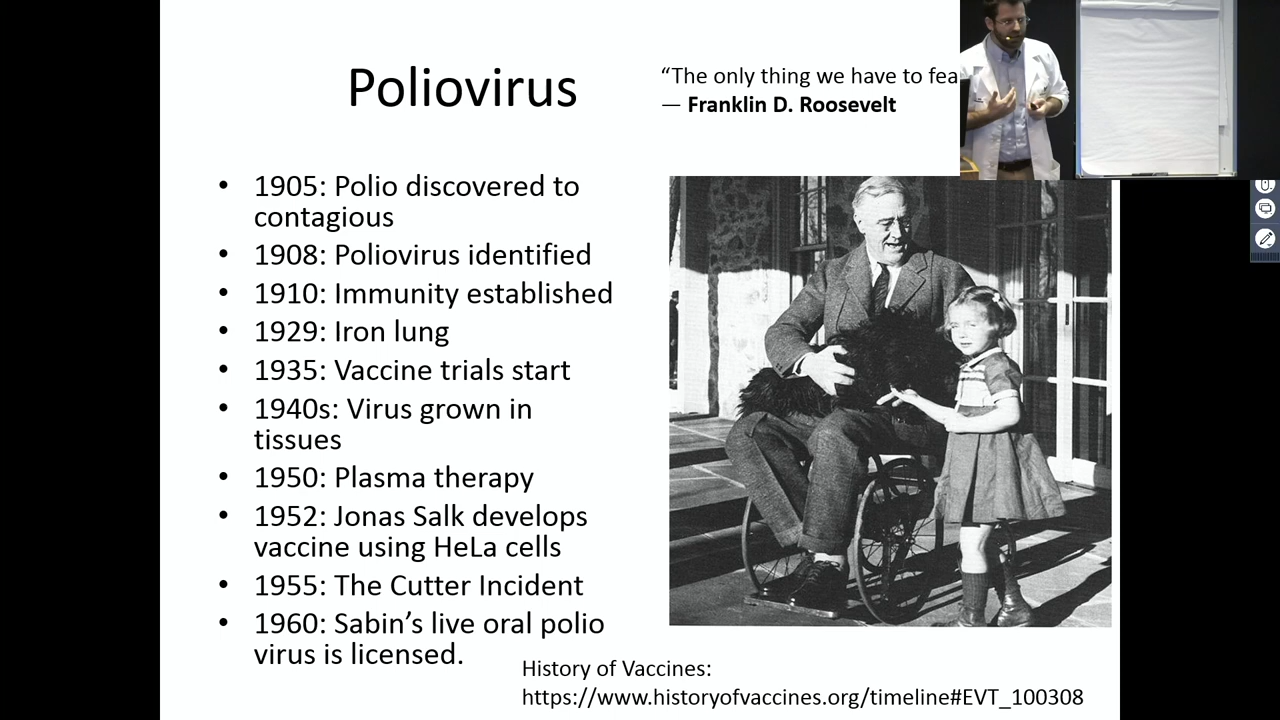 Poliovirus
“The only thing we have to fea
— Franklin D. Roosevelt
• 1905: Polio discovered to
contagious
• 1908: Poliovirus identified
• 1910: Immunity established
• 1929: Iron lung
• 1935: Vaccine trials start
• 1940s: Virus grown in
tissues
• 1950: Plasma therapy
• 1952: Jonas Salk develops
vaccine using HeLa cells
• 1955: The Cutter Incident
• 1960: Sabin’s live oral polio
virus is licensed.
History of Vaccines:
https://www.historyofvaccines.org/timeline#EVT_100308